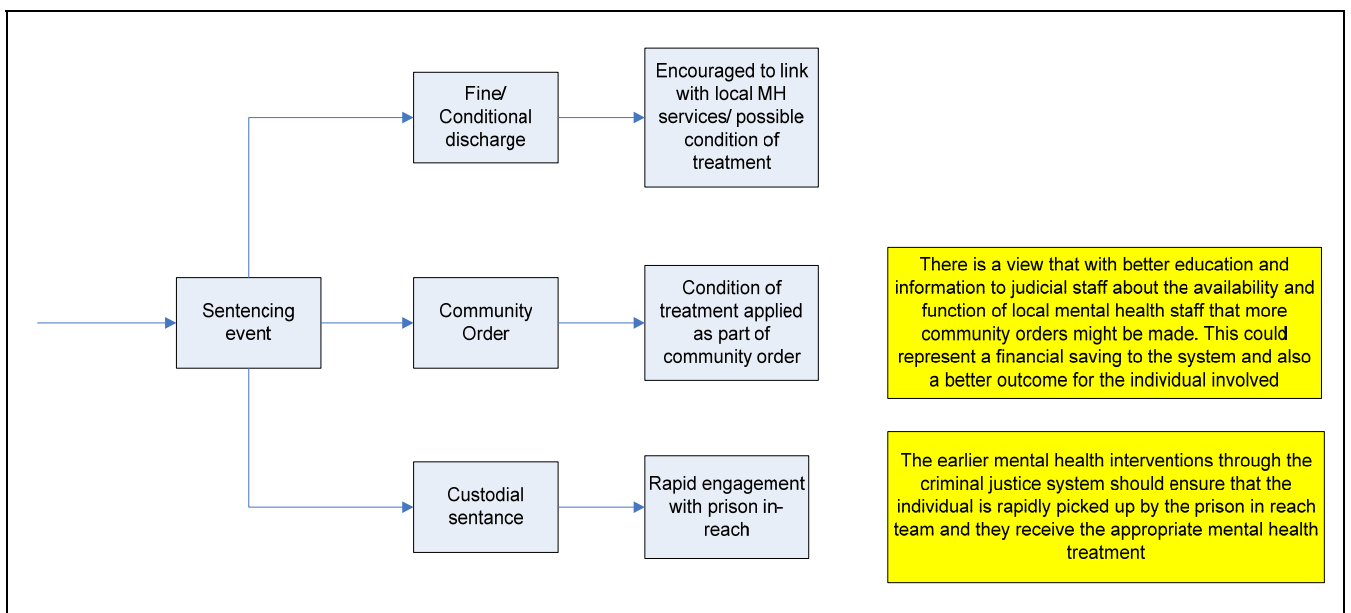 Fine/
Conditional
discharge
Encouraged to link
with local MH
services/ possible
condition of
treatment
Sentencing
event
Community
Order
Condition of
treatment applied
as part of
community order
There is a view that with better education and
information to judicial staff about the availability and
function of local mental health staff that more
community orders might be made. This could
represent a financial saving to the system and also
a better outcome for the individual involved
Custodial
sentance
Rapid engagement
with prison in-
reach
The earlier mental health interventions through the
criminal justice system should ensure that the
individual is rapidly picked up by the prison in reach
team and they receive the appropriate mental health
treatment